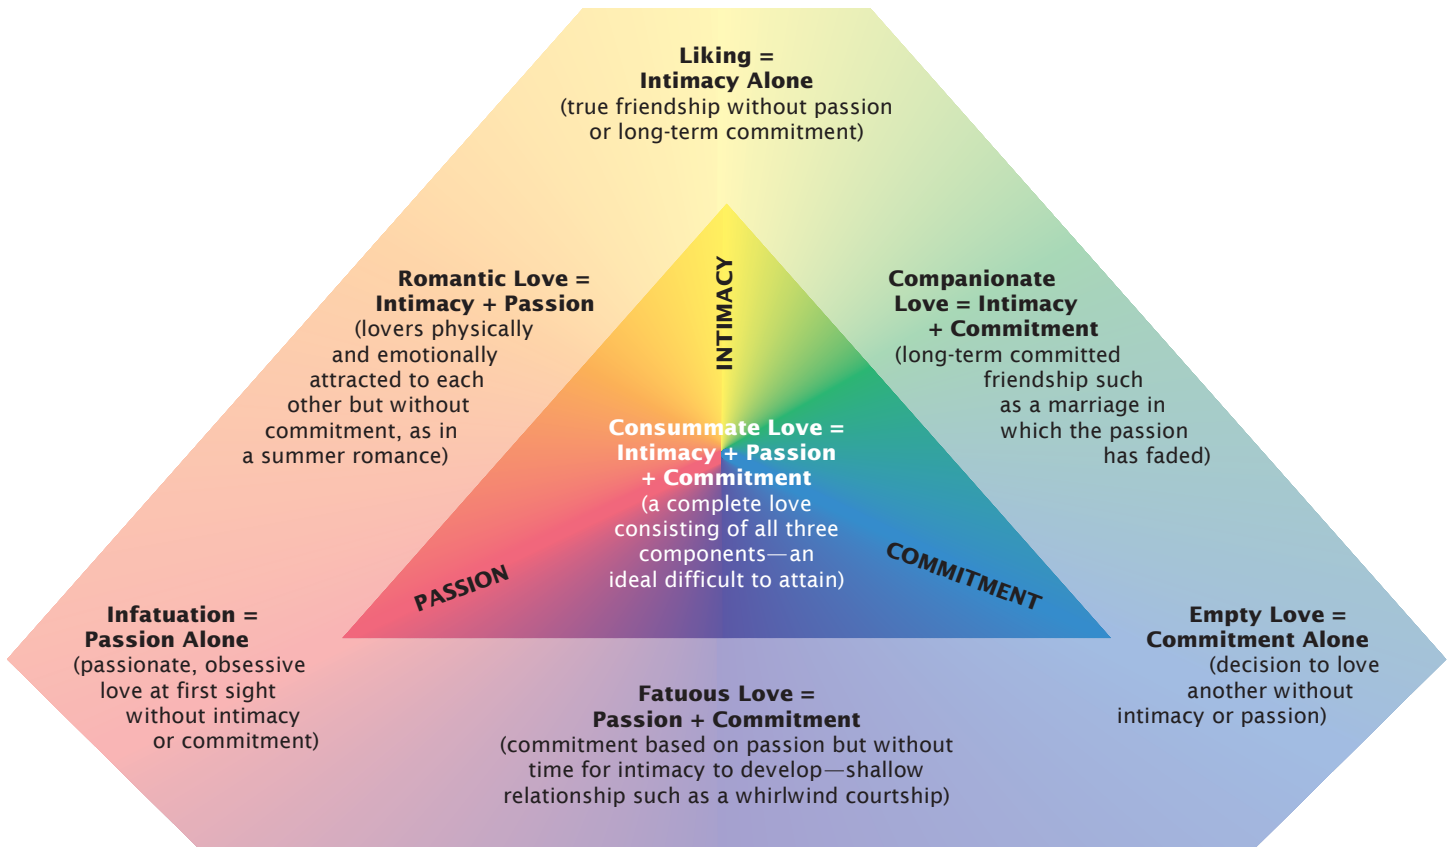 Liking =
Intimacy Alone
(true friendship without passion
or long-term commitment)
Romantic Love =
Intimacy + Passion
(lovers physically
and emotionally
attracted to each
other but without
commitment, as in
a summer romance)
INTIMACY
Companionate
Love = Intimacy
+ Commitment
(long-term committed
friendship such
as a marriage in
which the passion
has faded)
Consummate Love =
Intimacy + Passion
+ Commitment
(a complete love
consisting of all three
components—an
ideal difficult to attain)
PASSION
COMMITMENT
Infatuation =
Passion Alone
(passionate, obsessive
love at first sight
without intimacy
or commitment)
Fatuous Love =
Passion + Commitment
(commitment based on passion but without
time for intimacy to develop—shallow
relationship such as a whirlwind courtship)
Empty Love =
Commitment Alone
(decision to love
another without
intimacy or passion)